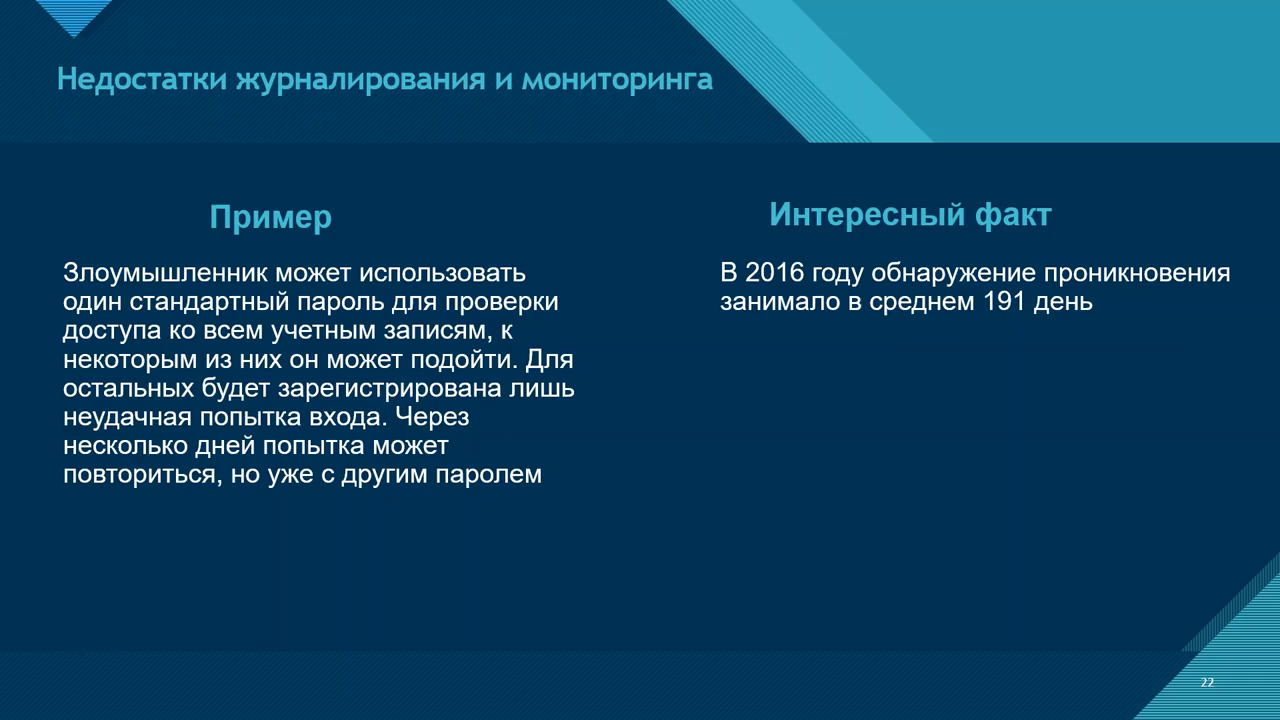 Недостатки журналирования и мониторинга
Пример
Злоумышленник может использовать
один стандартный пароль для проверки
доступа ко всем учетным записям, к
некоторым из них он может подойти. Для
остальных будет зарегистрирована лишь
неудачная попытка входа. Через
несколько дней попытка может
повториться, но уже с другим паролем
Интересный факт
В 2016 году обнаружение проникновения
занимало в среднем 191 день
22